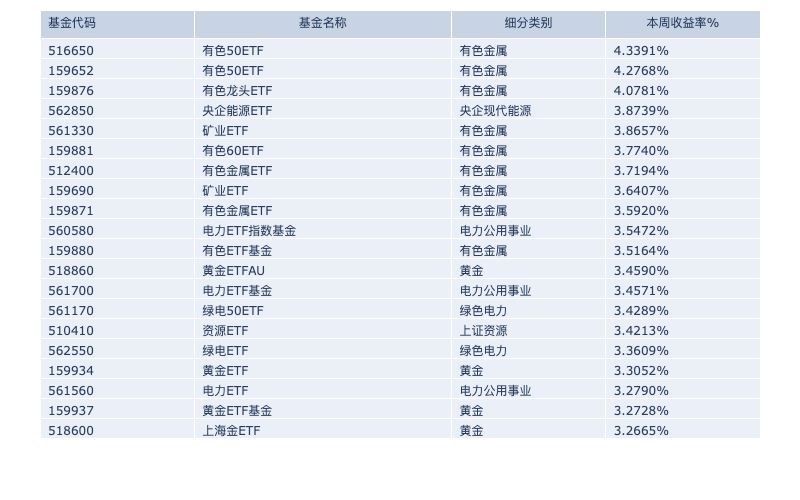 基金代码 基金名称 细分类别 本周收益率%
516650 有色50ETF 有色金属 4.3391%
159652 有色50ETF 有色金属 4.2768%
159876 有色龙头ETF 有色金属 4.0781%
562850 央企能源ETF 央企现代能源 3.8739%
561330 矿业ETF 有色金属 3.8657%
159881 有色60ETF 有色金属 3.7740%
512400 有色金属ETF 有色金属 3.7194%
159690 矿业ETF 有色金属 3.6407%
159871 有色金属ETF 有色金属 3.5920%
560580 电力ETF指数基金 电力公用事业 3.5472%
159880 有色ETF基金 有色金属 3.5164%
518860 黄金ETFAU 黄金 3.4590%
561700 电力ETF基金 电力公用事业 3.4571%
561170 绿电50ETF 绿色电力 3.4289%
510410 资源ETF 上证资源 3.4213%
562550 绿电ETF 绿色电力 3.3609%
159934 黄金ETF 黄金 3.3052%
561560 电力ETF 电力公用事业 3.2790%
159937 黄金ETF基金 黄金 3.2728%
518600 上海金ETF 黄金 3.2665%